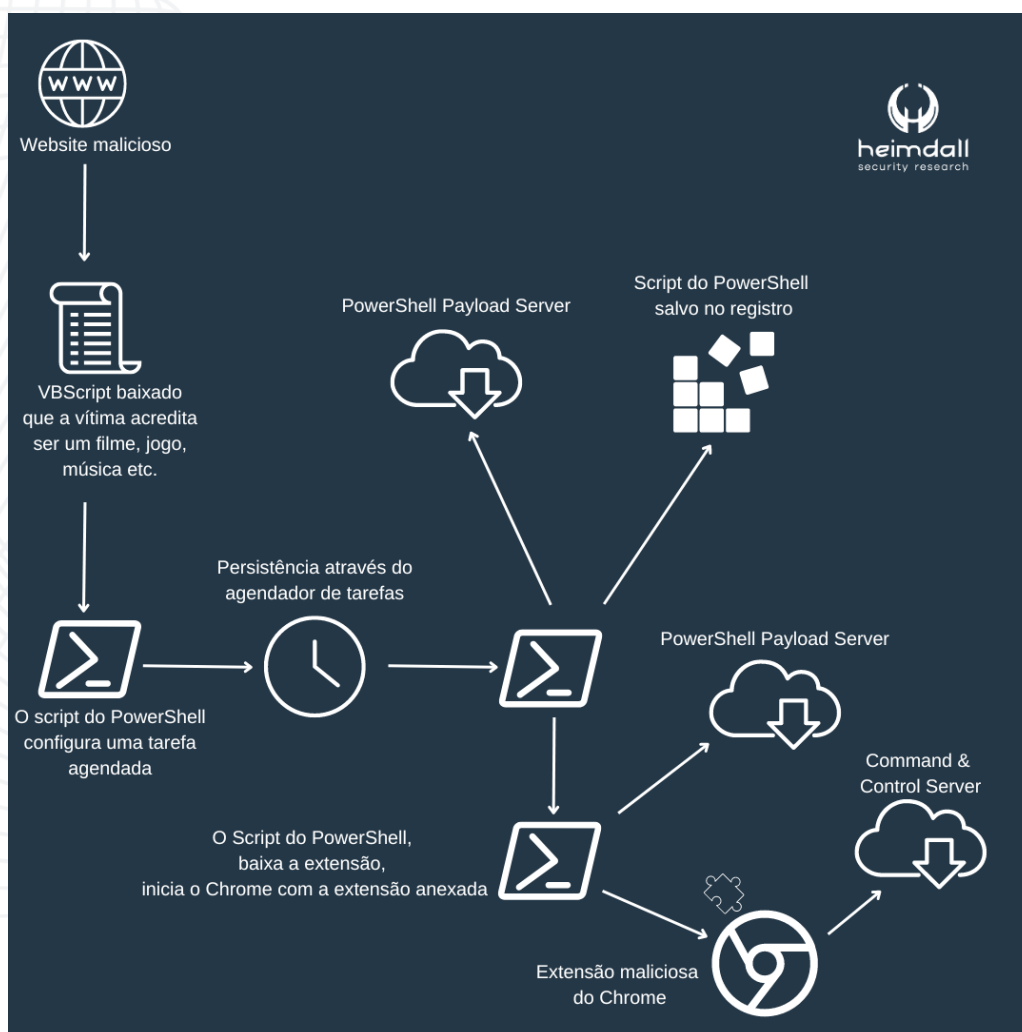 WWW
Website malicioso
heimdall
security research
VBScript baixado
que a vítima acredita
ser um filme, jogo,
música etc.
PowerShell Payload Server
Script do PowerShell
salvo no registro
Persistência através do
agendador de tarefas
O script do PowerShell
configura uma tarefa
agendada
PowerShell Payload Server
Command &
Control Server
O Script do PowerShell,
baixa a extensão,
inicia o Chrome com a extensão anexada
Extensão maliciosa
do Chrome